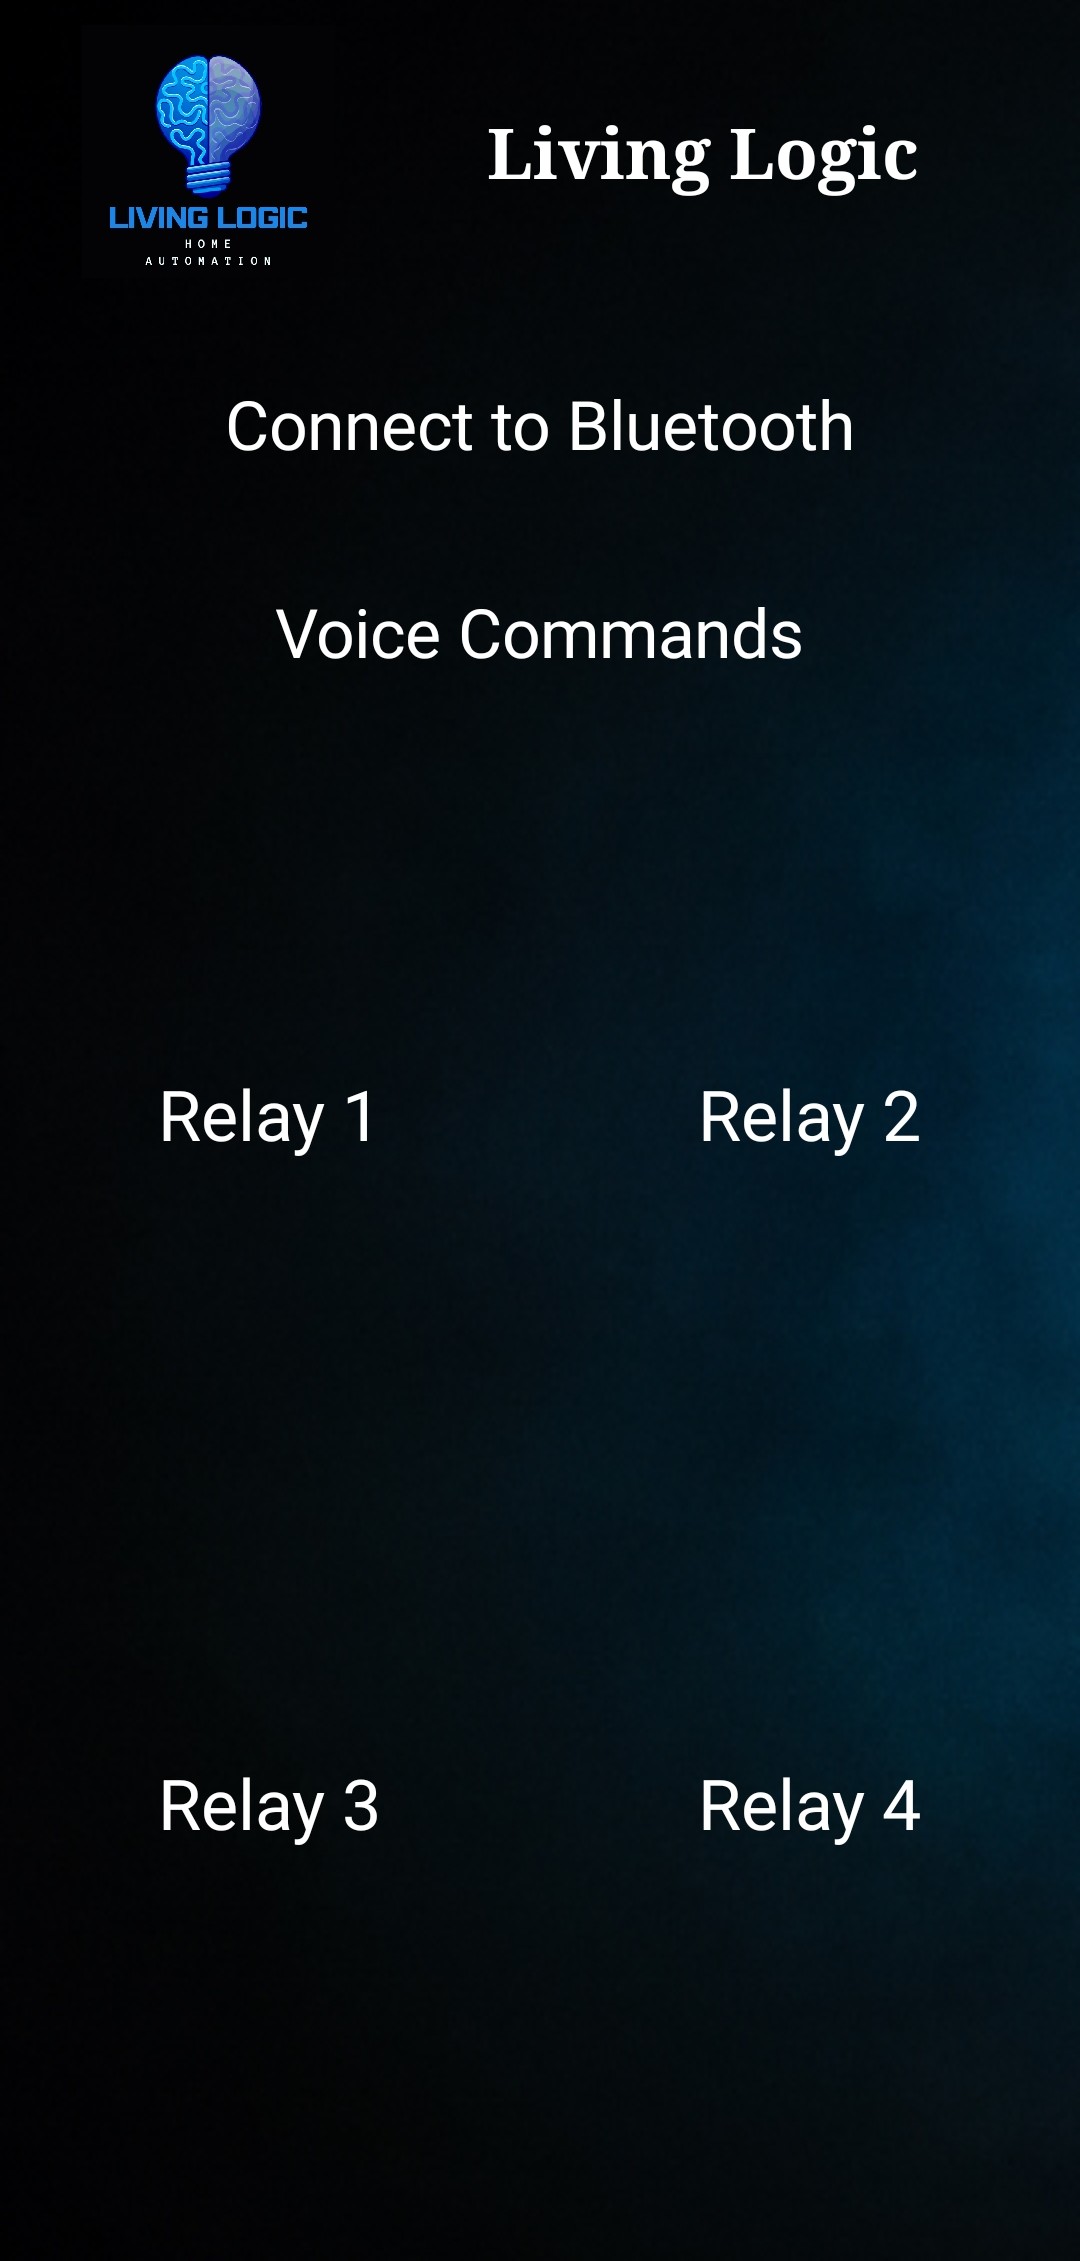 LIVING LOGIC
HOME
AUTOMATION
Living Logic
Connect to Bluetooth
Voice Commands
Relay 1
Relay 2
Relay 3
Relay 4